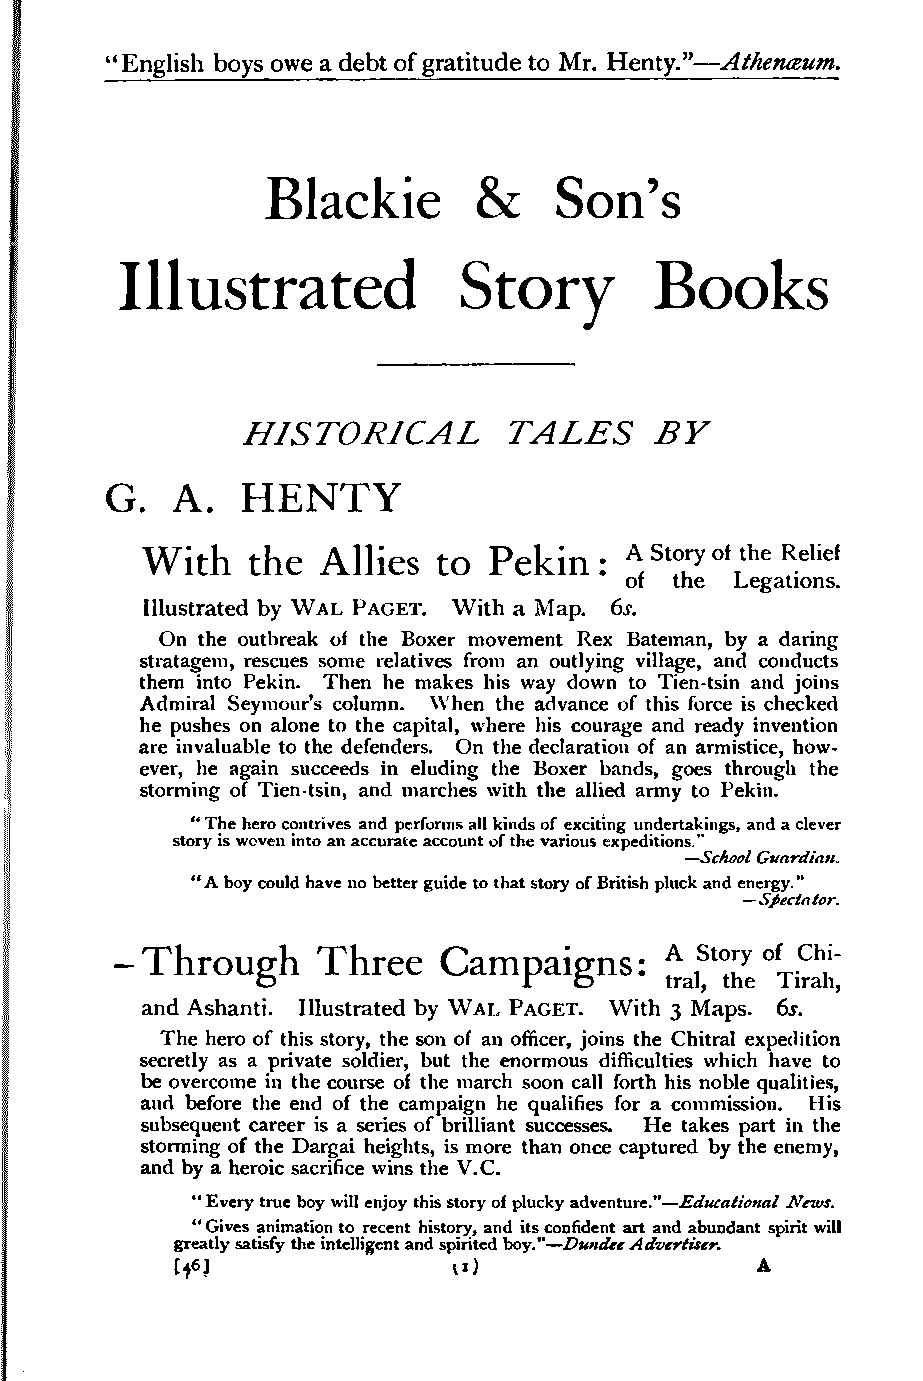 “English boys owe a debt of gratitude to Mr. Henty.”—Athenæum.
Blackie & Son’s
Illustrated Story Books
HISTORICAL TALES BY
G. A. HENTY
With the Allies to Pekin: A Story of the Relief
of the Legations.
Illustrated by WAL PAGET. With a Map. 6s.
On the outbreak of the Boxer movement Rex Bateman, by a daring
stratagem, rescues some relatives from an outlying village, and conducts
them into Pekin. Then he makes his way down to Tien-tsin and joins
Admiral Seymour’s column. When the advance of this force is checked
he pushes on alone to the capital, where his courage and ready invention
are invaluable to the defenders. On the declaration of an armistice, how-
ever, he again succeeds in eluding the Boxer bands, goes through the
storming of Tien-tsin, and marches with the allied army to Pekin.
“The hero contrives and performs all kinds of exciting undertakings, and a clever
story is woven into an accurate account of the various expeditions.”
—School Guardian.
“A boy could have no better guide to that story of British pluck and energy.”
—Spectator.
– Through Three Campaigns: A Story of Chi-
tral, the Tirah,
and Ashanti. Illustrated by WAL PAGET. With 3 Maps. 6s.
The hero of this story, the son of an officer, joins the Chitral expedition
secretly as a private soldier, but the enormous difficulties which have to
be overcome in the course of the march soon call forth his noble qualities,
and before the end of the campaign he qualifies for a commission. His
subsequent career is a series of brilliant successes. He takes part in the
storming of the Dargai heights, is more than once captured by the enemy,
and by a heroic sacrifice wins the V.C.
“Every true boy will enjoy this story of plucky adventure.”—Educational News.
“Gives animation to recent history, and its confident art and abundant spirit will
greatly satisfy the intelligent and spirited boy.”—Dundee Advertiser.
[46] (1) A